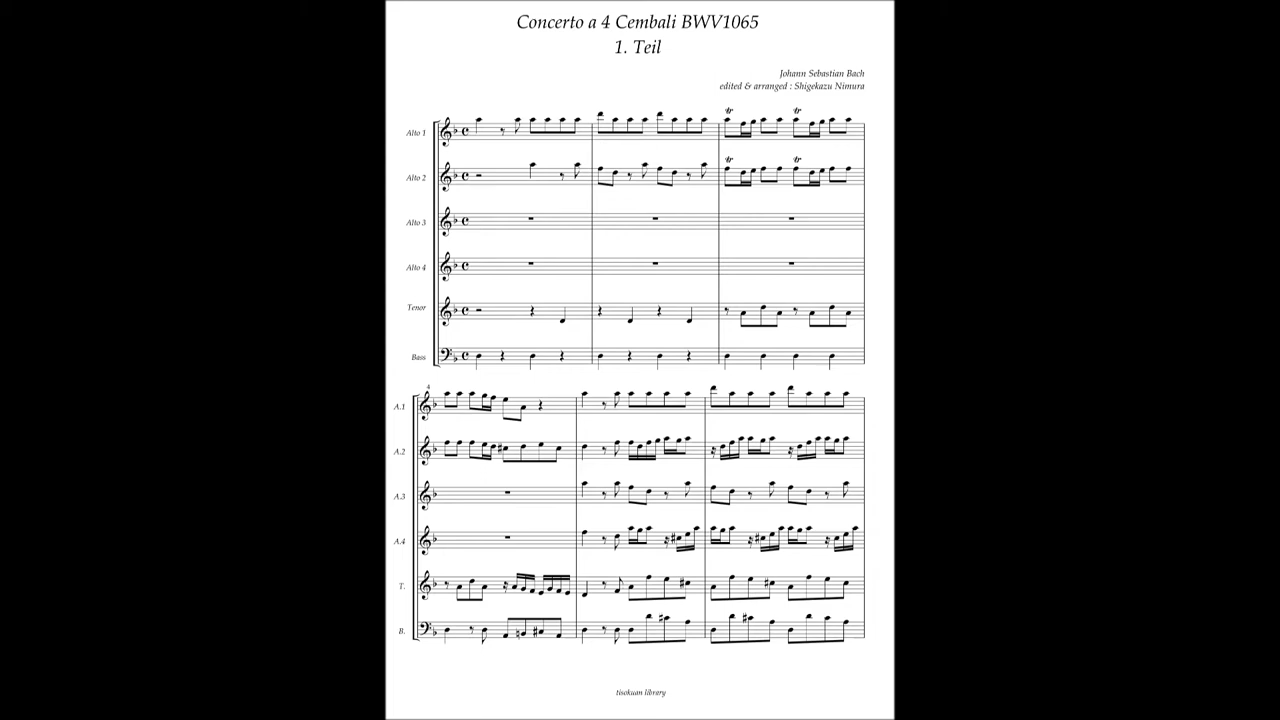 Concerto a 4 Cembali BWV1065
1. Teil
Johann Sebastian Bach
edited & arranged : Shigekazu Nimura
Alto 1
Alto 2
Alto 3
Alto 4
Tenor
Bass
4
A.1
A.2
A.3
A.4
T.
B.
tisokuan library